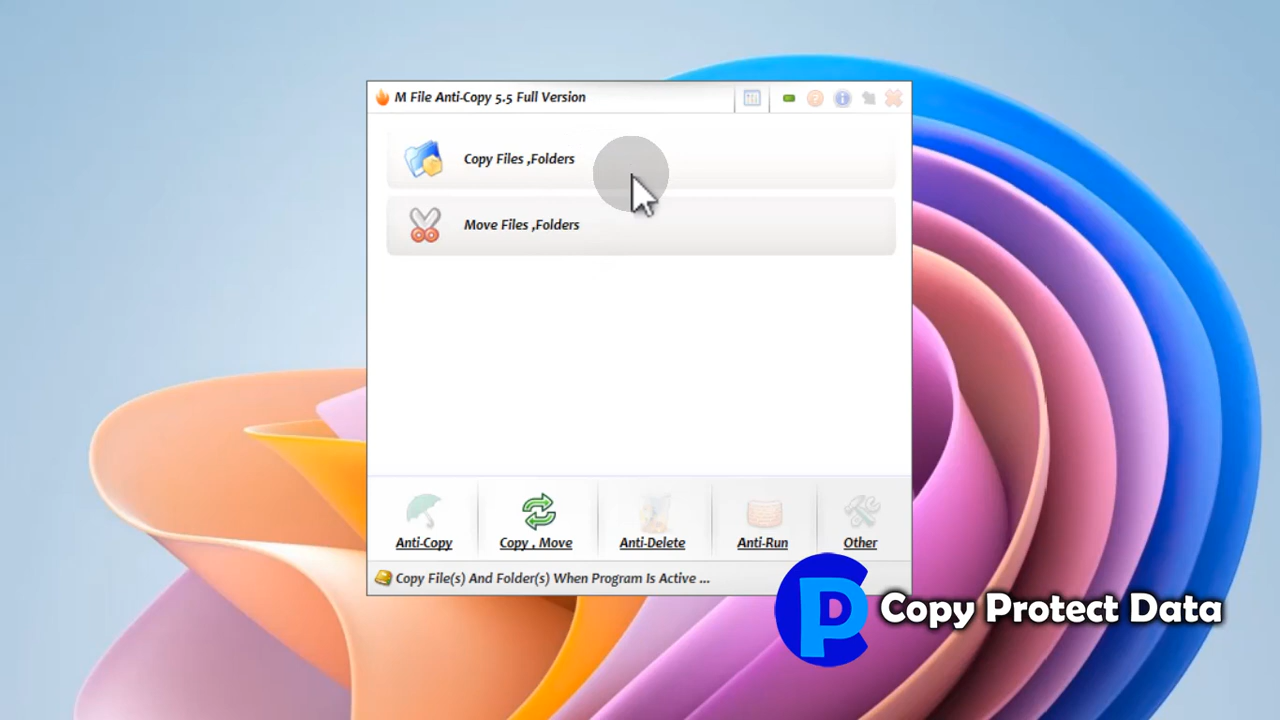 M File Anti-Copy 5.5 Full Version
Copy Files ,Folders
Move Files ,Folders
Anti-Copy
Copy , Move
Anti-Delete
Anti-Run
Other
Copy File(s) And Folder(s) When Program Is Active ...
Copy Protect Data